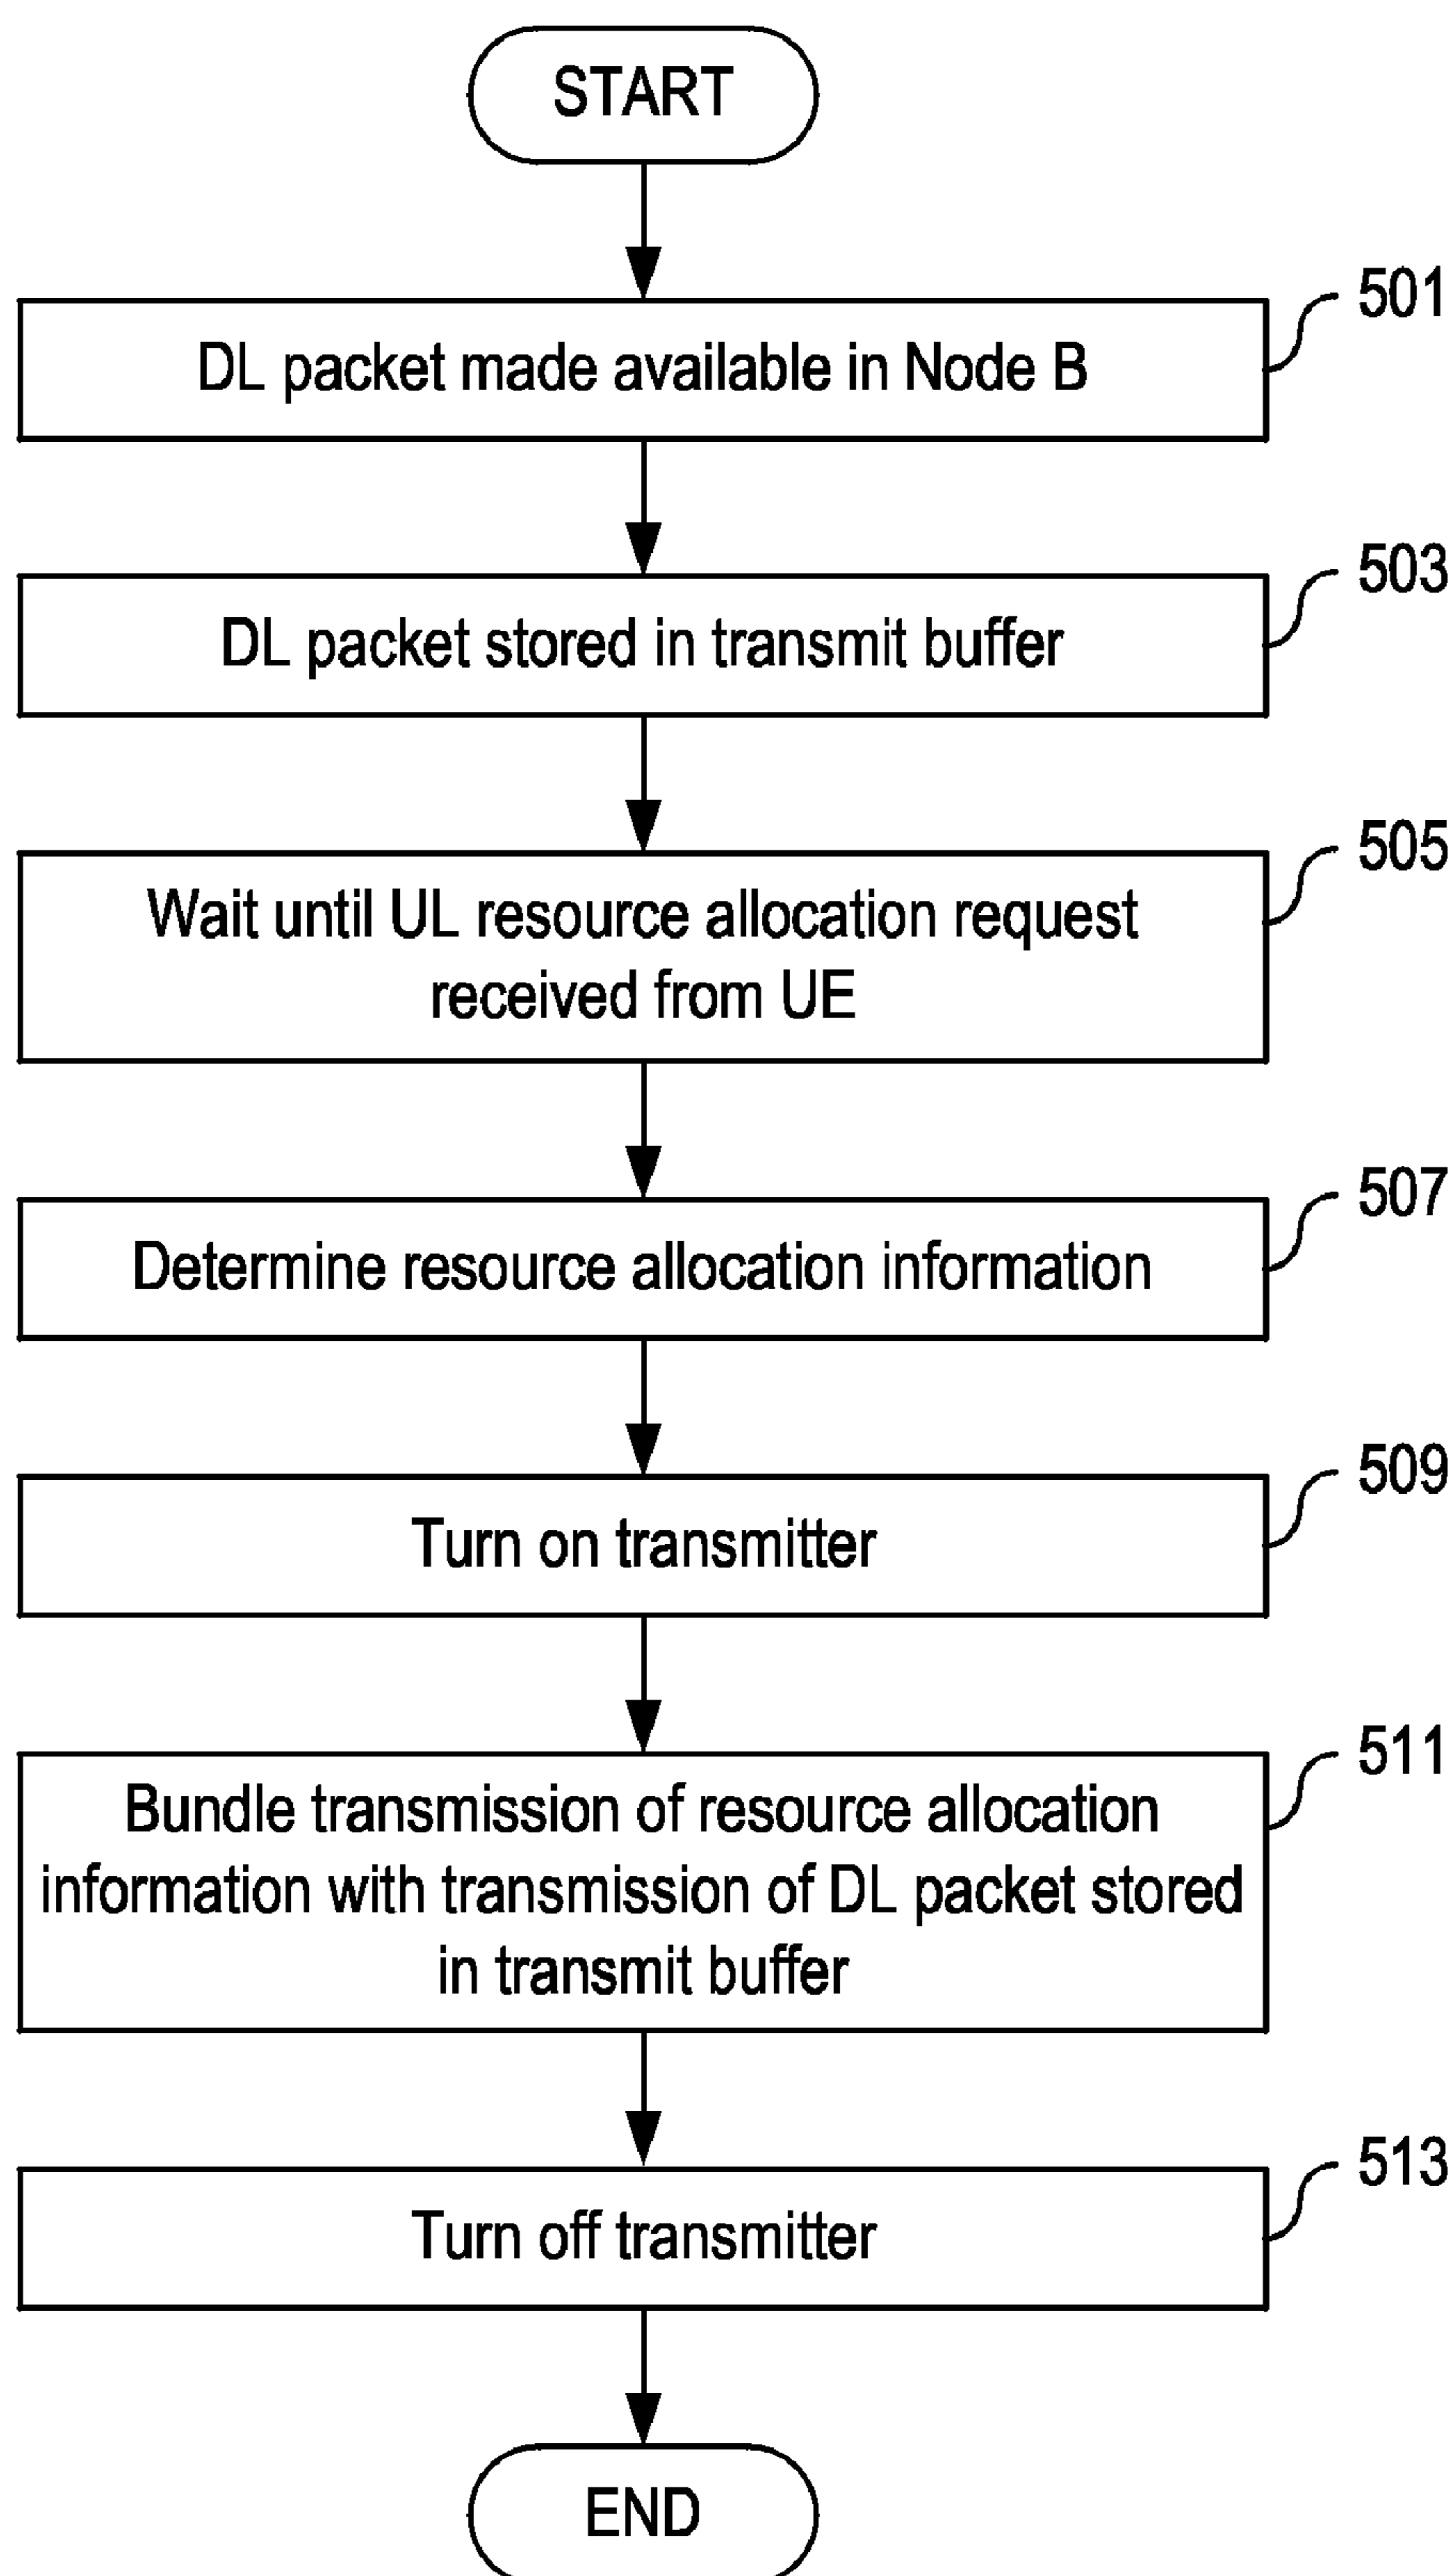 START
501
DL packet made available in Node B
503
DL packet stored in transmit buffer
505
Wait until UL resource allocation request
received from UE
507
Determine resource allocation information
509
Turn on transmitter
511
Bundle transmission of resource allocation
information with transmission of DL packet stored
in transmit buffer
513
Turn off transmitter
END